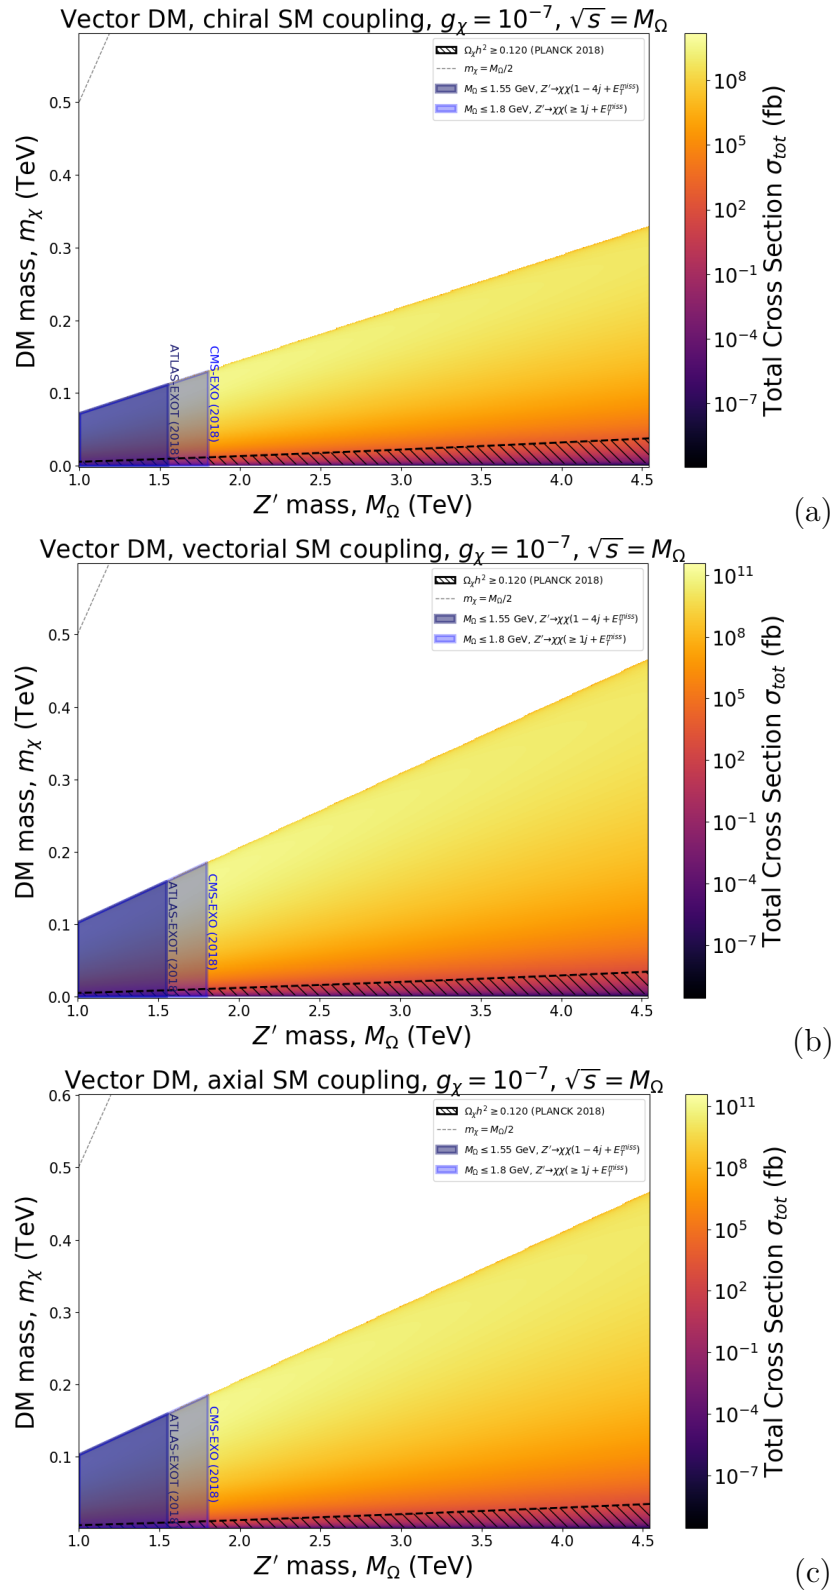 Vector DM, chiral SM coupling, $g_\chi = 10^{-7}$, $\sqrt{s} = M_\Omega$
$\Omega_\chi h^2 \geq 0.120$ (PLANCK 2018)
$m_\chi = M_\Omega/2$
$M_\Omega \leq 1.55$ GeV, $Z' \to \chi\chi(1-4j + E_T^{miss})$
$M_\Omega \leq 1.8$ GeV, $Z' \to \chi\chi(\geq 1j + E_T^{miss})$
ATLAS-EXOT (2018)
CMS-EXO (2018)
DM mass, $m_\chi$ (TeV)
0.5
0.4
0.3
0.2
0.1
0.0
1.0 1.5 2.0 2.5 3.0 3.5 4.0 4.5
$Z'$ mass, $M_\Omega$ (TeV)
$10^8$
$10^5$
$10^2$
$10^{-1}$
$10^{-4}$
$10^{-7}$
Total Cross Section $\sigma_{tot}$ (fb)
(a)
Vector DM, vectorial SM coupling, $g_\chi = 10^{-7}$, $\sqrt{s} = M_\Omega$
$\Omega_\chi h^2 \geq 0.120$ (PLANCK 2018)
$m_\chi = M_\Omega/2$
$M_\Omega \leq 1.55$ GeV, $Z' \to \chi\chi(1-4j + E_T^{miss})$
$M_\Omega \leq 1.8$ GeV, $Z' \to \chi\chi(\geq 1j + E_T^{miss})$
ATLAS-EXOT (2018)
CMS-EXO (2018)
DM mass, $m_\chi$ (TeV)
0.5
0.4
0.3
0.2
0.1
0.0
1.0 1.5 2.0 2.5 3.0 3.5 4.0 4.5
$Z'$ mass, $M_\Omega$ (TeV)
$10^{11}$
$10^8$
$10^5$
$10^2$
$10^{-1}$
$10^{-4}$
$10^{-7}$
Total Cross Section $\sigma_{tot}$ (fb)
(b)
Vector DM, axial SM coupling, $g_\chi = 10^{-7}$, $\sqrt{s} = M_\Omega$
$\Omega_\chi h^2 \geq 0.120$ (PLANCK 2018)
$m_\chi = M_\Omega/2$
$M_\Omega \leq 1.55$ GeV, $Z' \to \chi\chi(1-4j + E_T^{miss})$
$M_\Omega \leq 1.8$ GeV, $Z' \to \chi\chi(\geq 1j + E_T^{miss})$
ATLAS-EXOT (2018)
CMS-EXO (2018)
DM mass, $m_\chi$ (TeV)
0.6
0.5
0.4
0.3
0.2
0.1
1.0 1.5 2.0 2.5 3.0 3.5 4.0 4.5
$Z'$ mass, $M_\Omega$ (TeV)
$10^{11}$
$10^8$
$10^5$
$10^2$
$10^{-1}$
$10^{-4}$
$10^{-7}$
Total Cross Section $\sigma_{tot}$ (fb)
(c)